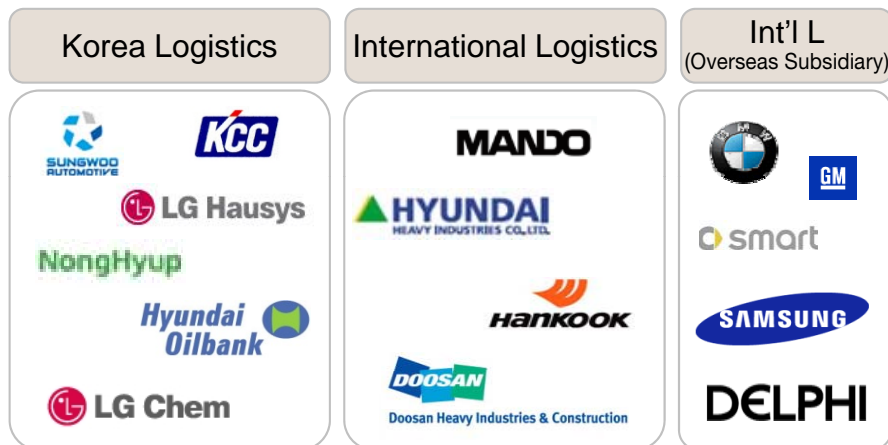 Korea Logistics
International Logistics
Int'l L
(Overseas Subsidiary)
SUNGWOO
AUTOMOTIVE
KCC
LG Hausys
NongHyup
Hyundai
Oilbank
LG Chem
MANDO
HYUNDAI
HEAVY INDUSTRIES CO.,LTD.
HANKOOK
DOOSAN
Doosan Heavy Industries & Construction
BMW
GM
smart
SAMSUNG
DELPHI